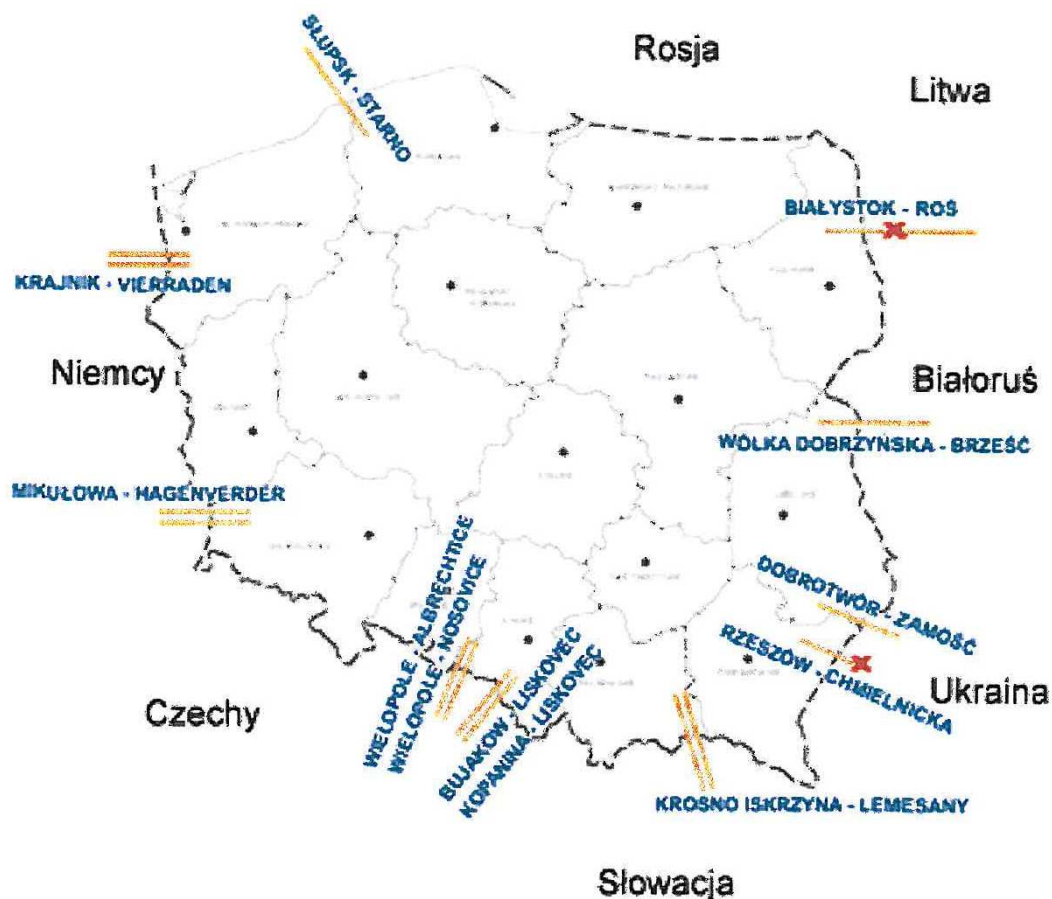 Rosja
SŁUPSK - STARNO
Litwa
BIAŁYSTOK - ROŚ
KRAJNIK - VIERRADEN
Niemcy
Białoruś
WÓLKA DOBRZYŃSKA - BRZEŚĆ
MIKUŁOWA - HAGENVERDER
DOBROTWÓR - ZAMOŚĆ
RZESZÓW - CHMIELNICKA
WIELOPOLE - ALBRECHTICE
WIELOPOLE - NOSOVICE
BUJAKÓW - LISKOVEC
KOPANINA - LISKOVEC
Ukraina
Czechy
KROSNO ISKRZYNA - LEMESANY
Słowacja